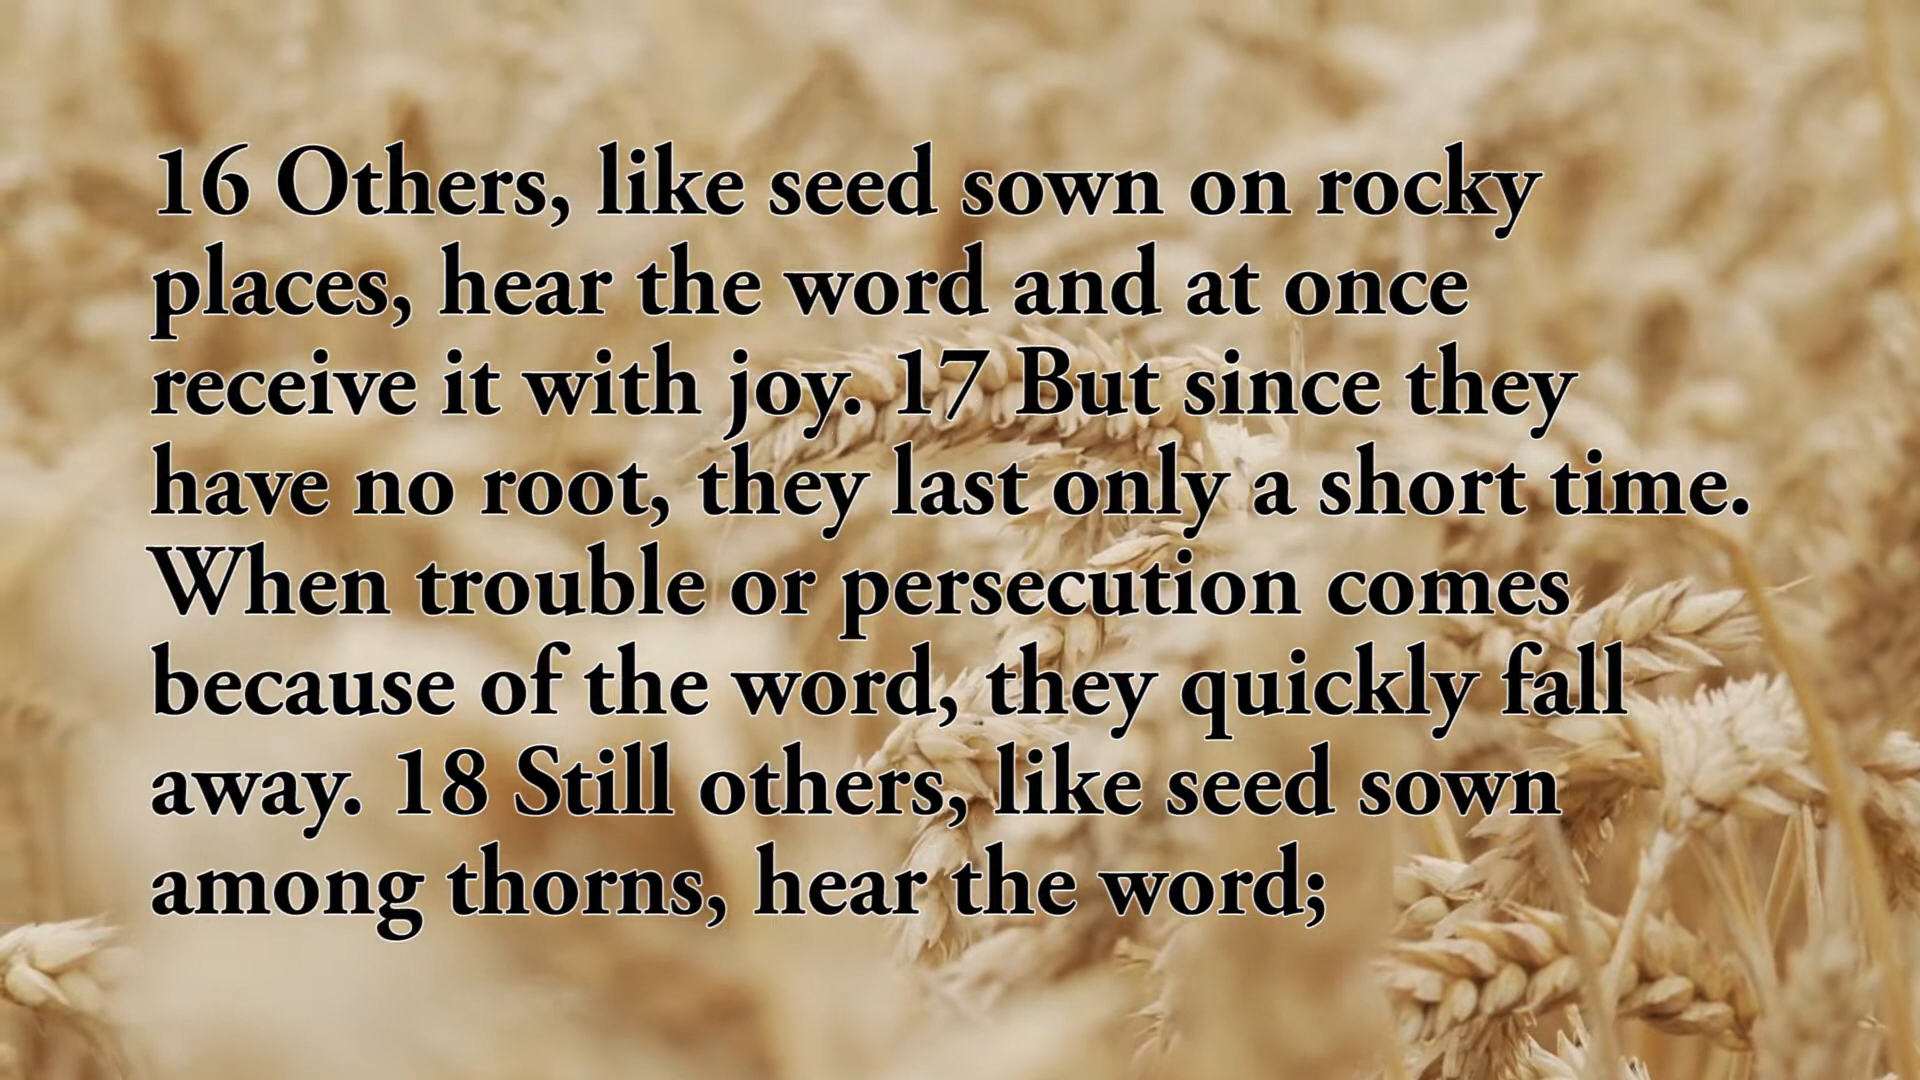 16 Others, like seed sown on rocky
places, hear the word and at once
receive it with joy. 17 But since they
have no root, they last only a short time.
When trouble or persecution comes
because of the word, they quickly fall
away. 18 Still others, like seed sown
among thorns, hear the word;